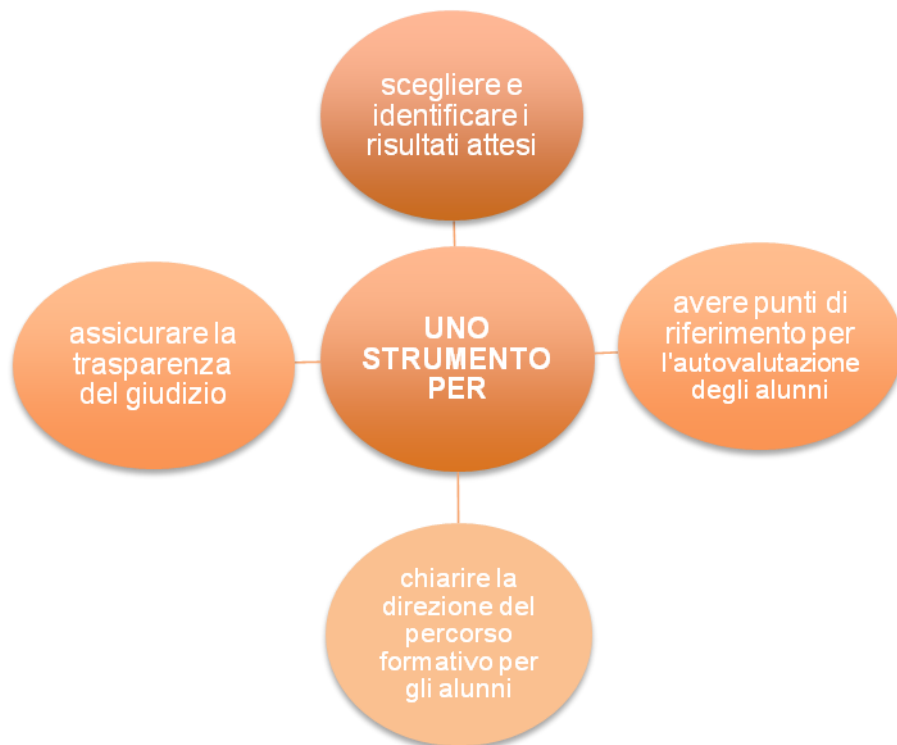 scegliere e
identificare i
risultati attesi
assicurare la
trasparenza
del giudizio
UNO
STRUMENTO
PER
avere punti di
riferimento per
l'autovalutazione
degli alunni
chiarire la
direzione del
percorso
formativo per
gli alunni